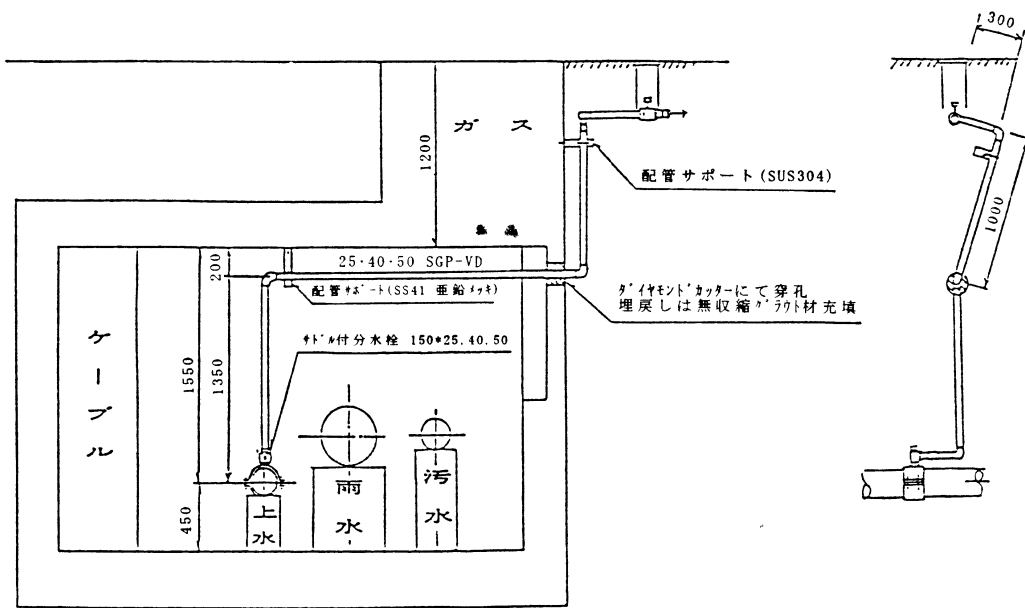 300
ガス
1200
配管サポート(SUS304)
1000
25・40・50 SGP-VD
200
配管サポート(SS41 亜鉛メッキ)
ダイヤモンドカッターにて穿孔
埋戻しは無収縮グラウト材充填
サドル付分水栓 150*25.40.50
ケーブル
1550
1350
雨水
汚水
上水
450